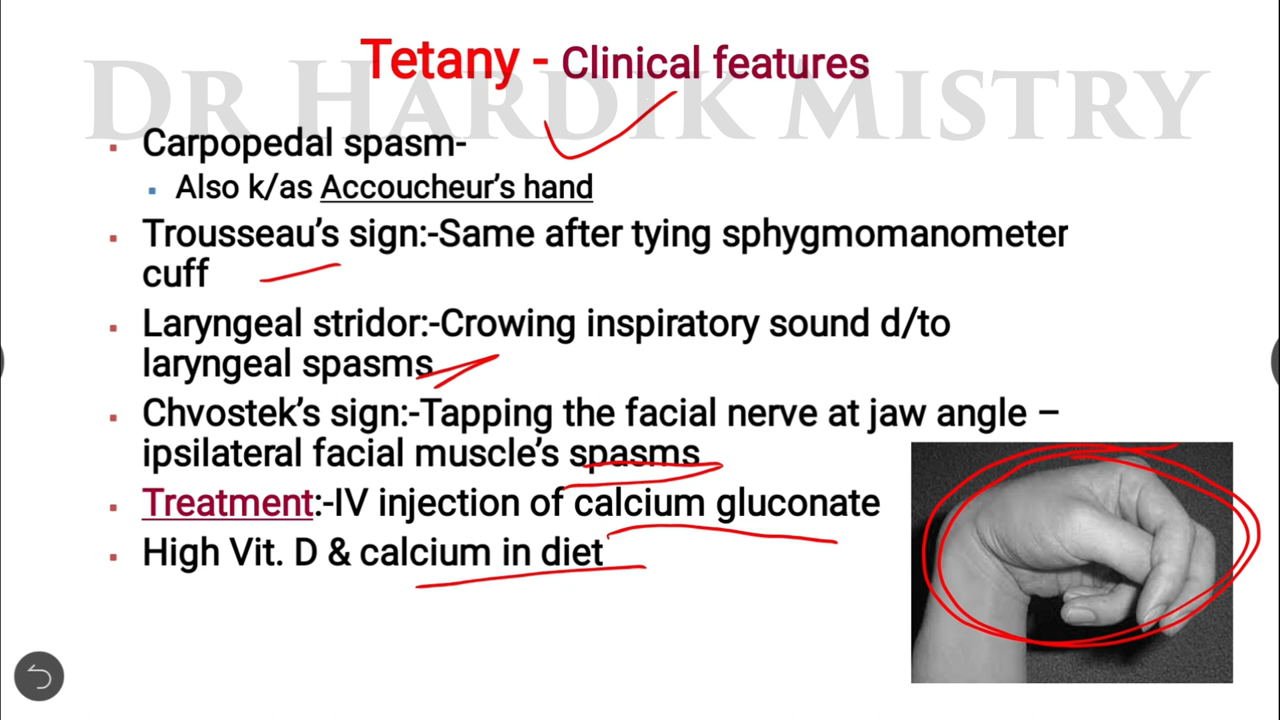 DR HARDIK MISTRY
Tetany - Clinical features
Carpopedal spasm-
Also k/as Accoucheur's hand
Trousseau's sign:-Same after tying sphygmomanometer
cuff
Laryngeal stridor:-Crowing inspiratory sound d/to
laryngeal spasms
Chvostek's sign:-Tapping the facial nerve at jaw angle –
ipsilateral facial muscle's spasms
Treatment:-IV injection of calcium gluconate
High Vit. D & calcium in diet